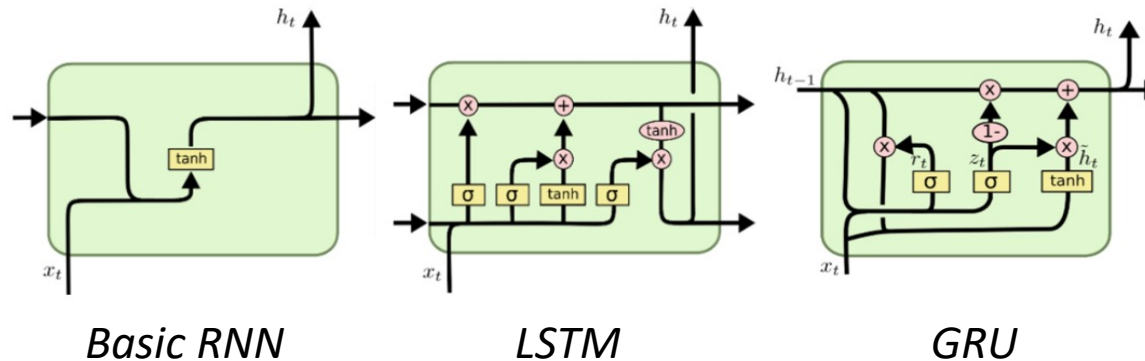 h_t
tanh
x_t
Basic RNN
h_t
x + tanh
x x
σ σ tanh σ
x_t
LSTM
h_t
h_{t-1}
x +
1-
x r_t z_t x h̃_t
σ σ tanh
x_t
GRU